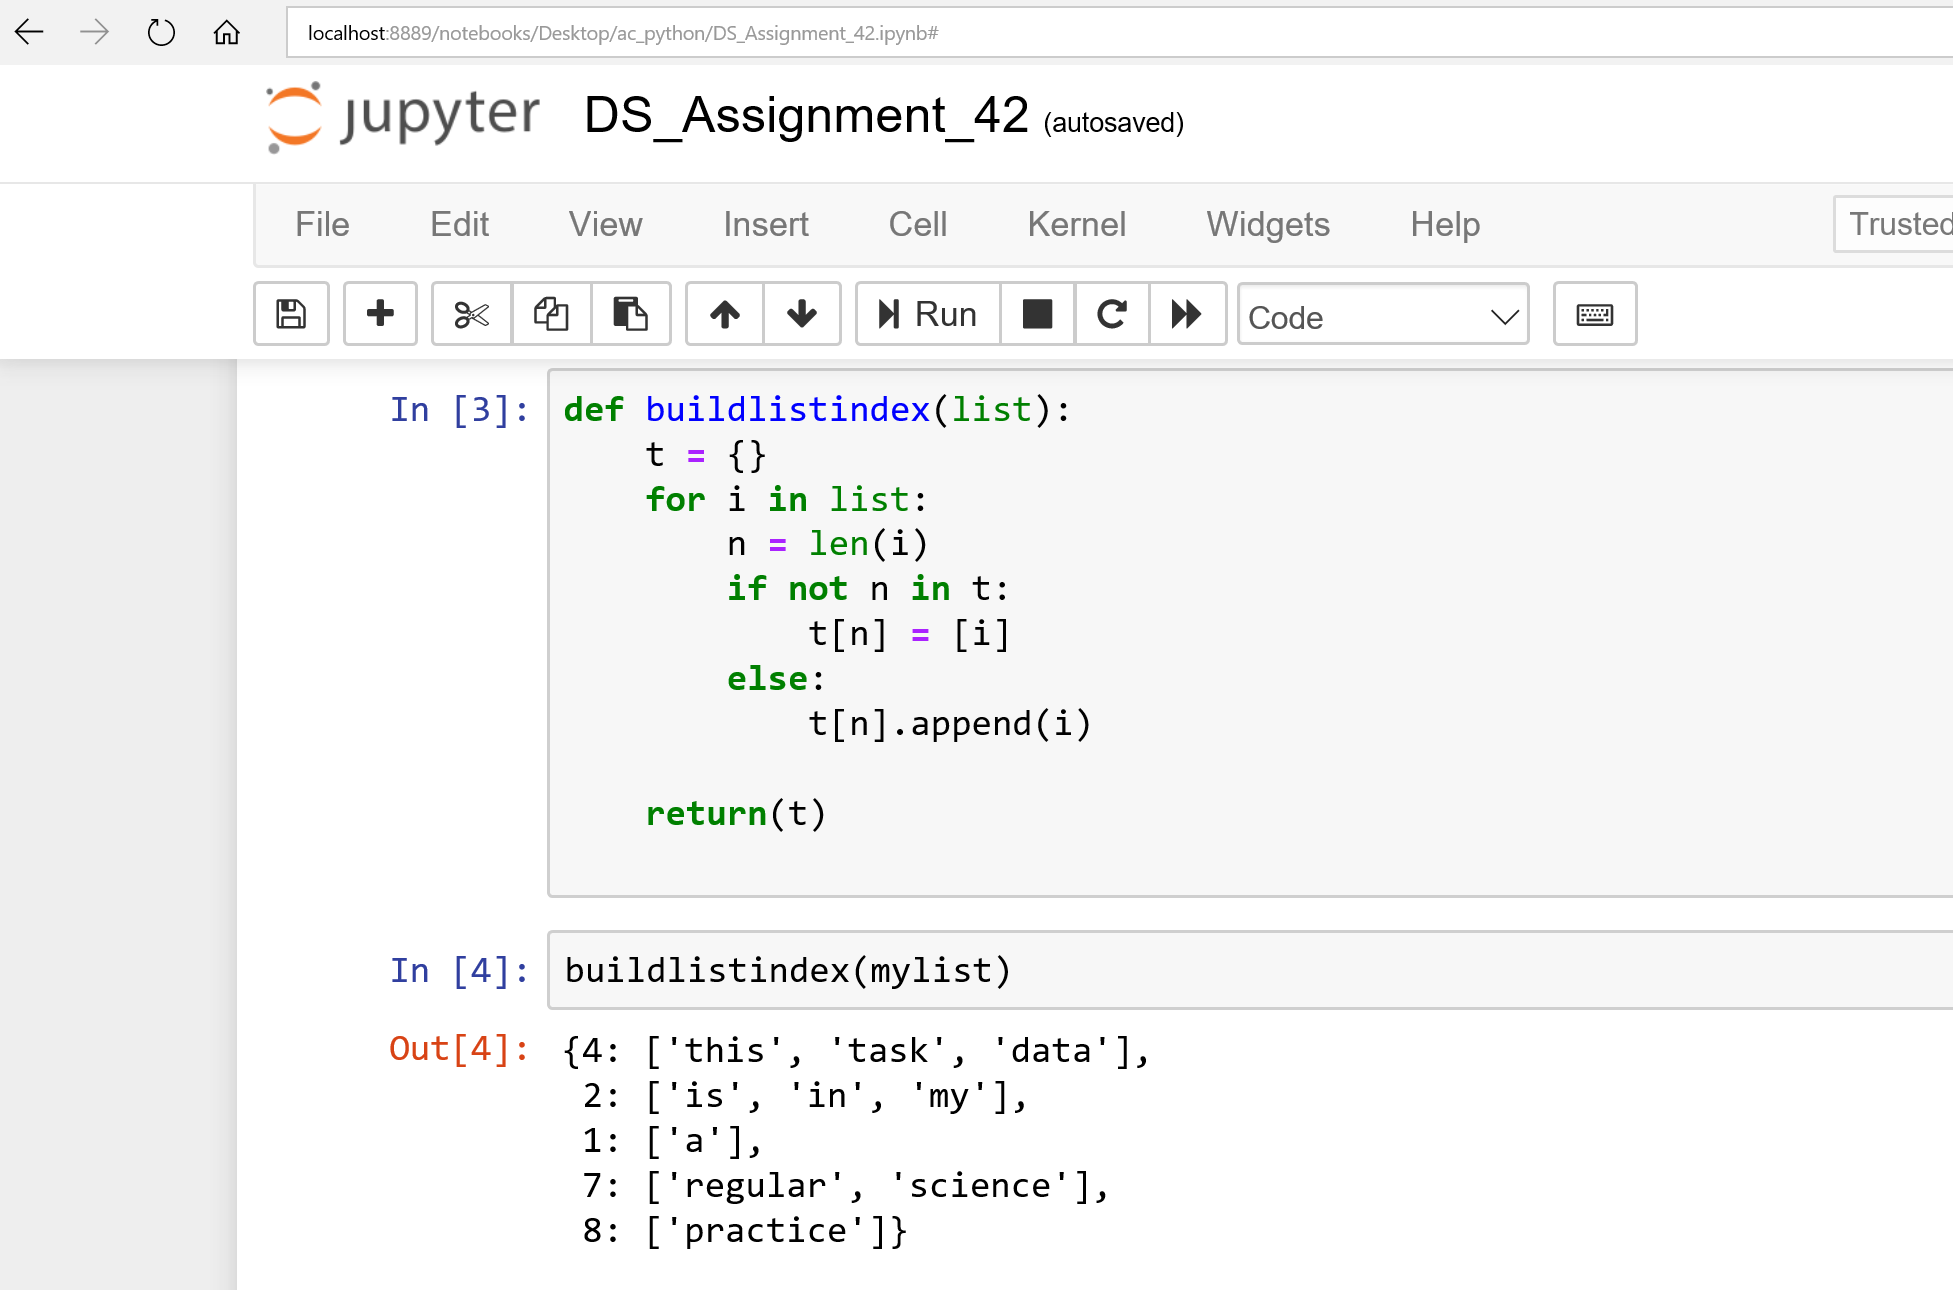 localhost:8889/notebooks/Desktop/ac_python/DS_Assignment_42.ipynb#
jupyter DS_Assignment_42 (autosaved)
File Edit View Insert Cell Kernel Widgets Help Trusted
Run Code
In [3]: def buildlistindex(list):
    t = {}
    for i in list:
        n = len(i)
        if not n in t:
            t[n] = [i]
        else:
            t[n].append(i)
    return(t)
In [4]: buildlistindex(mylist)
Out[4]: {4: ['this', 'task', 'data'],
 2: ['is', 'in', 'my'],
 1: ['a'],
 7: ['regular', 'science'],
 8: ['practice']}